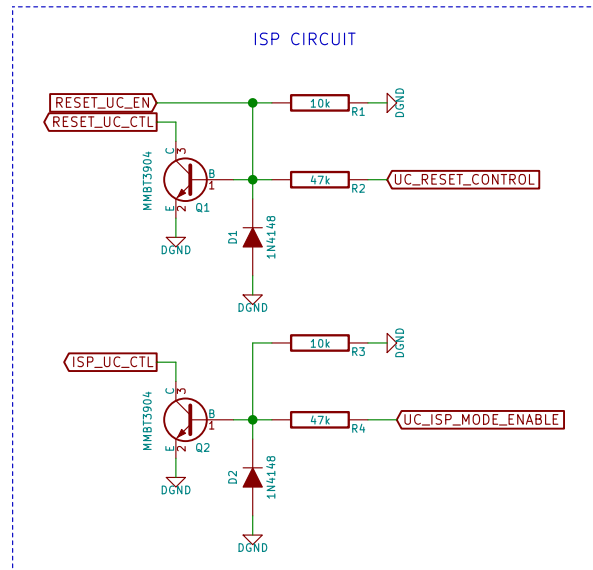 ISP CIRCUIT
RESET_UC_EN
10k
R1
DGND
RESET_UC_CTL
C
3
MMBT3904
B
1
47k
R2
UC_RESET_CONTROL
E
2
Q1
DGND
D1
1N4148
DGND
10k
R3
DGND
ISP_UC_CTL
C
3
MMBT3904
B
1
47k
R4
UC_ISP_MODE_ENABLE
E
2
Q2
DGND
D2
1N4148
DGND